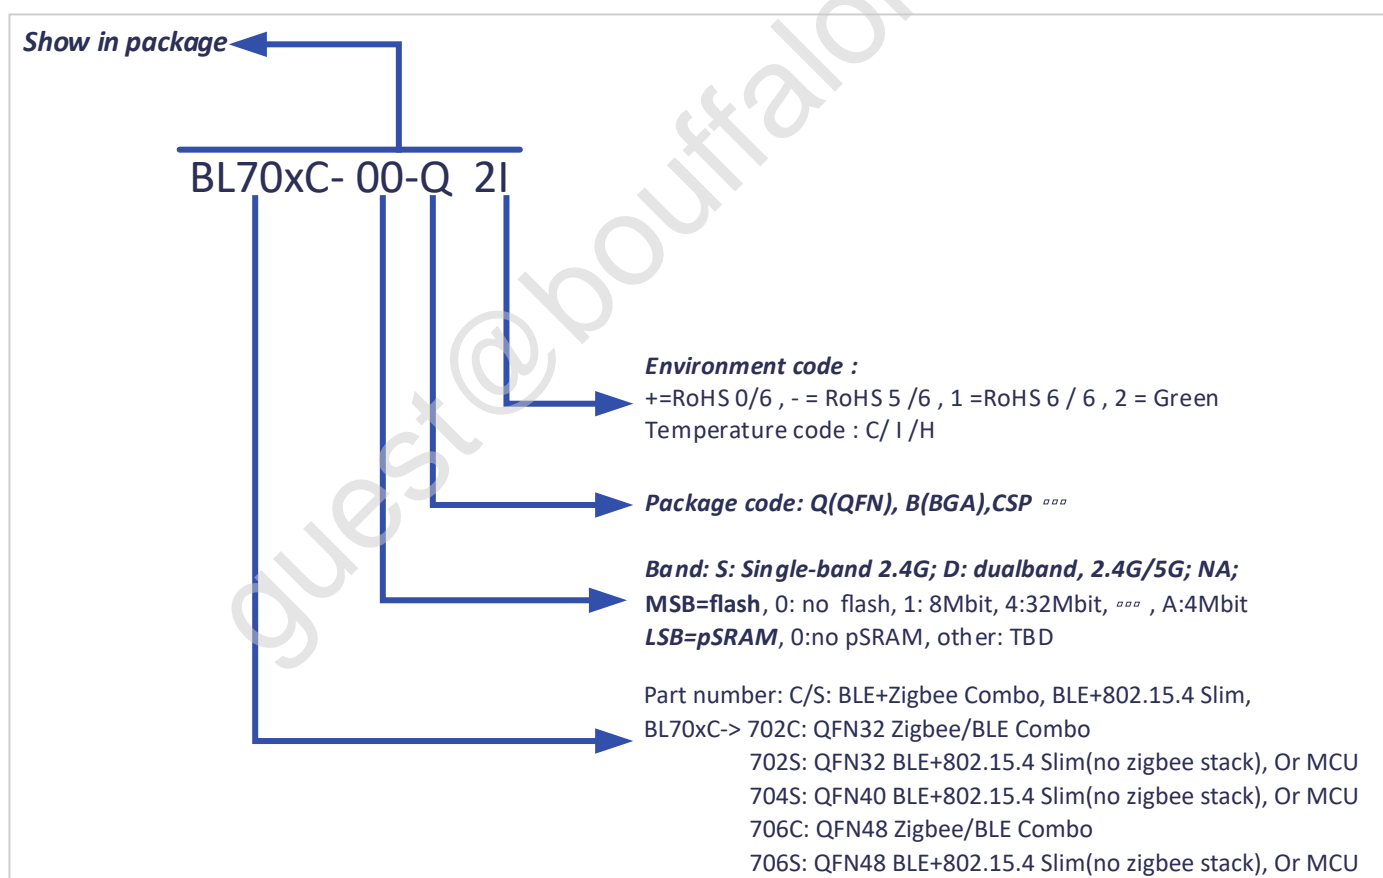 Show in package
BL70xC- 00-Q 2I
Environment code :
+=RoHS 0/6 , - = RoHS 5 /6 , 1 =RoHS 6 / 6 , 2 = Green
Temperature code : C/ I /H
Package code: Q(QFN), B(BGA),CSP ▫▫▫
Band: S: Single-band 2.4G; D: dualband, 2.4G/5G; NA;
MSB=flash, 0: no flash, 1: 8Mbit, 4:32Mbit, ▫▫▫ , A:4Mbit
LSB=pSRAM, 0:no pSRAM, other: TBD
Part number: C/S: BLE+Zigbee Combo, BLE+802.15.4 Slim,
BL70xC-> 702C: QFN32 Zigbee/BLE Combo
702S: QFN32 BLE+802.15.4 Slim(no zigbee stack), Or MCU
704S: QFN40 BLE+802.15.4 Slim(no zigbee stack), Or MCU
706C: QFN48 Zigbee/BLE Combo
706S: QFN48 BLE+802.15.4 Slim(no zigbee stack), Or MCU
guest@bouffalo